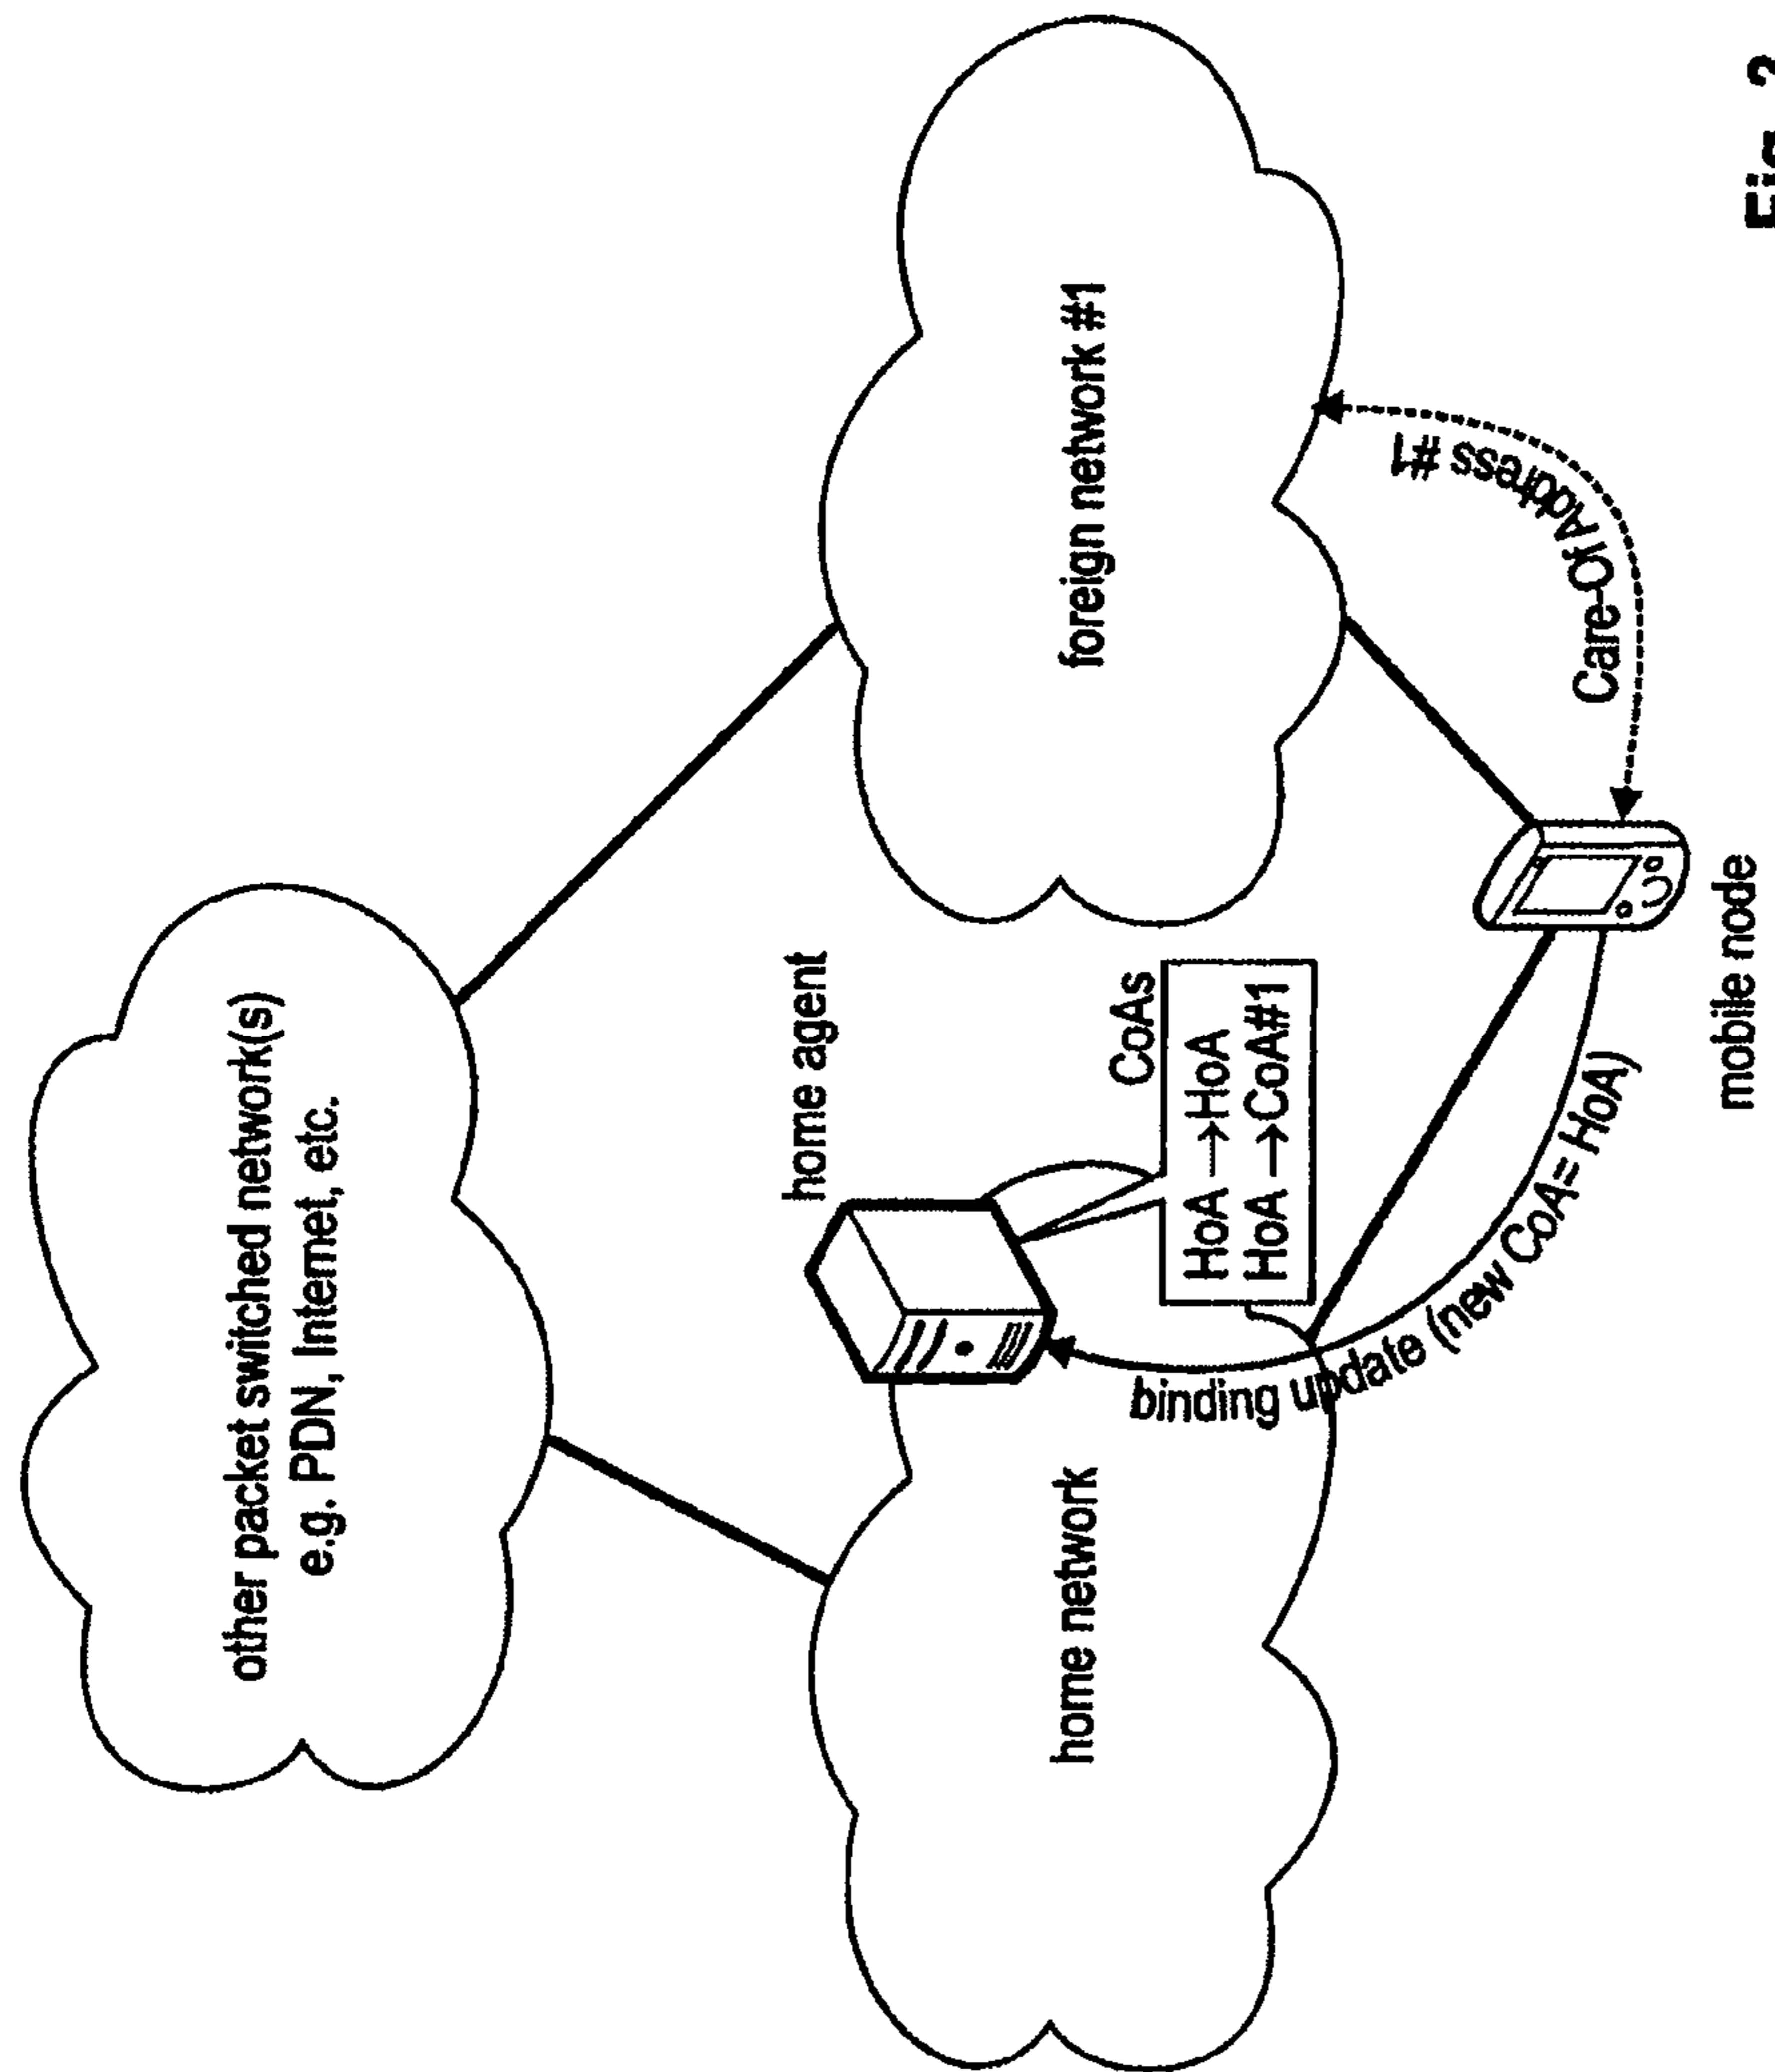 other packet switched network(s)
e.g. PDN, Internet, etc.
home agent
CoAs
HoA → HoA
HoA → CoA#1
home network
foreign network #1
binding update (new CoA= HoA)
Care-of Address #1
mobile node
Fig. 2